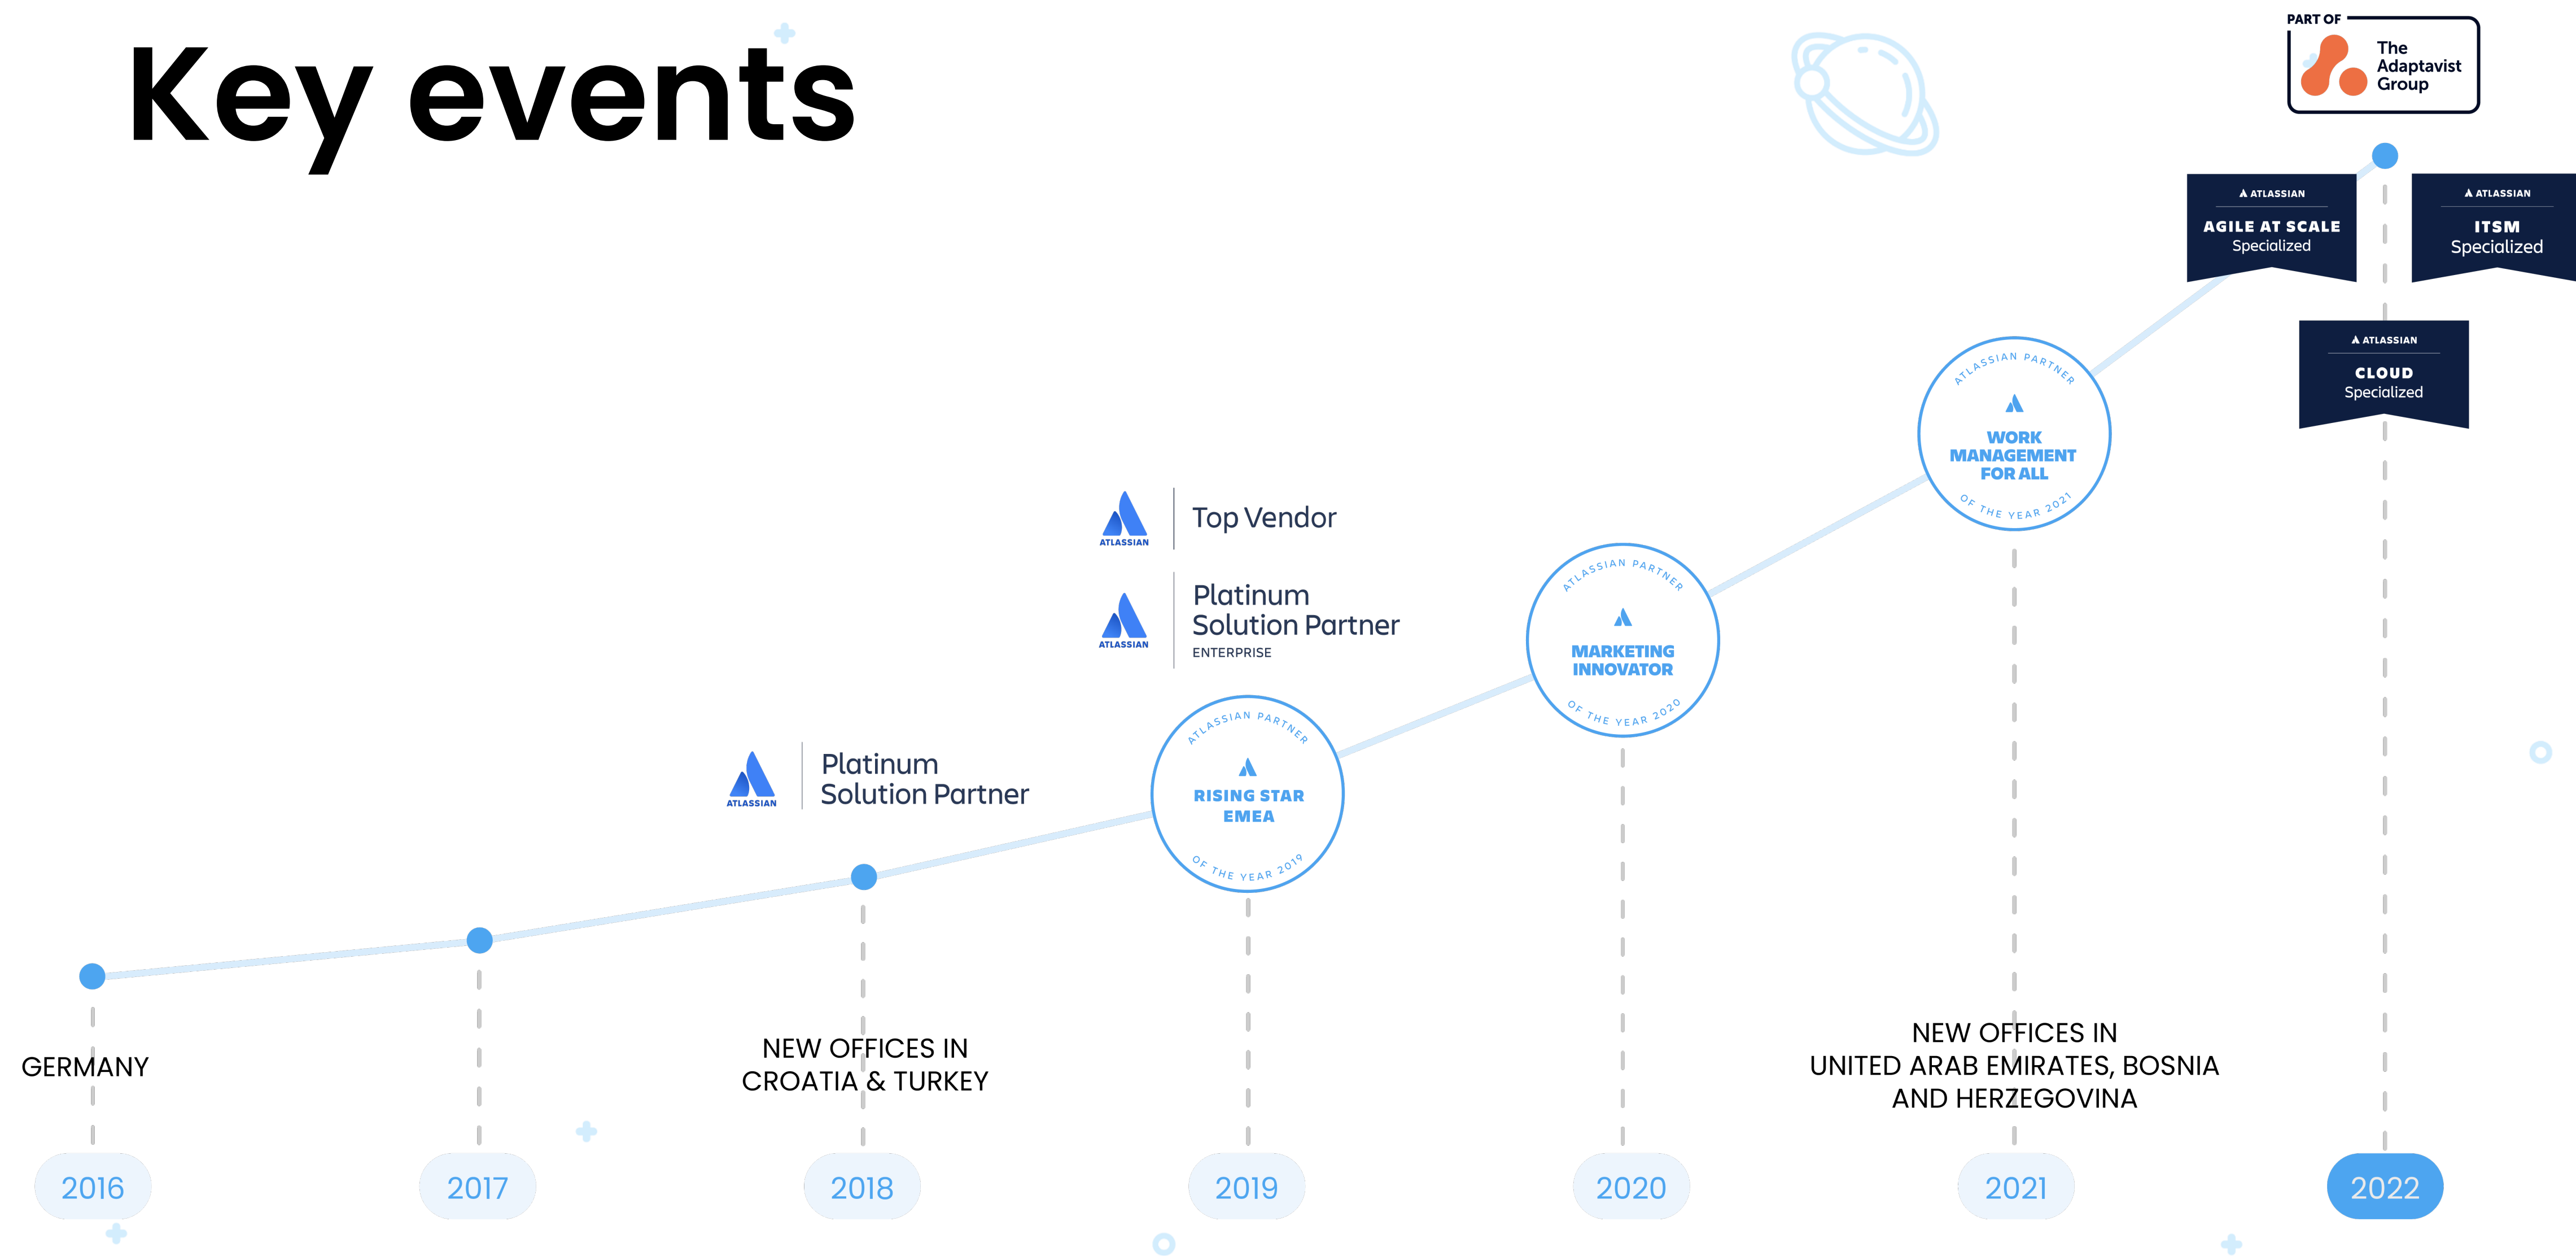 Key events
PART OF
The
Adaptavist
Group
ATLASSIAN
AGILE AT SCALE
Specialized
ATLASSIAN
ITSM
Specialized
ATLASSIAN
CLOUD
Specialized
ATLASSIAN PARTNER
WORK
MANAGEMENT
FOR ALL
OF THE YEAR 2021
ATLASSIAN
Top Vendor
ATLASSIAN
Platinum
Solution Partner
ENTERPRISE
ATLASSIAN PARTNER
MARKETING
INNOVATOR
OF THE YEAR 2020
ATLASSIAN PARTNER
RISING STAR
EMEA
OF THE YEAR 2019
ATLASSIAN
Platinum
Solution Partner
GERMANY
NEW OFFICES IN
CROATIA & TURKEY
NEW OFFICES IN
UNITED ARAB EMIRATES, BOSNIA
AND HERZEGOVINA
2016
2017
2018
2019
2020
2021
2022